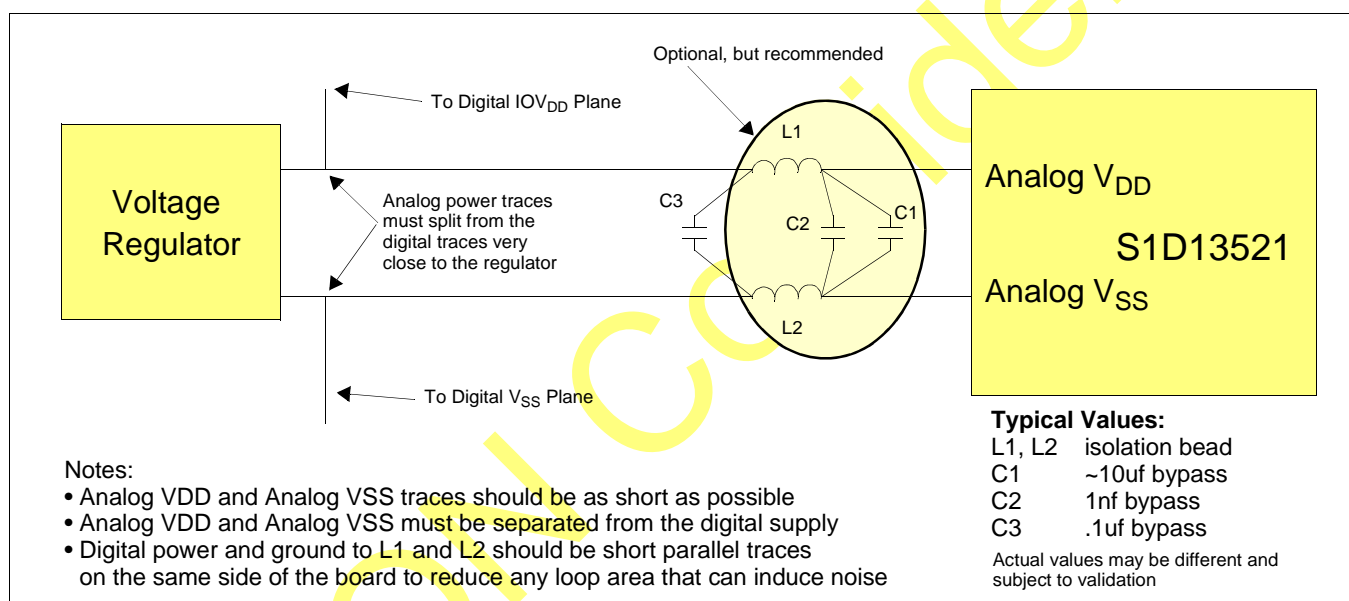 Optional, but recommended
To Digital IOVDD Plane
L1
Voltage
Regulator
Analog power traces
must split from the
digital traces very
close to the regulator
C3
C2
C1
Analog VDD
S1D13521
Analog VSS
L2
To Digital VSS Plane
Notes:
• Analog VDD and Analog VSS traces should be as short as possible
• Analog VDD and Analog VSS must be separated from the digital supply
• Digital power and ground to L1 and L2 should be short parallel traces
on the same side of the board to reduce any loop area that can induce noise
Typical Values:
L1, L2 isolation bead
C1 ~10uf bypass
C2 1nf bypass
C3 .1uf bypass
Actual values may be different and
subject to validation